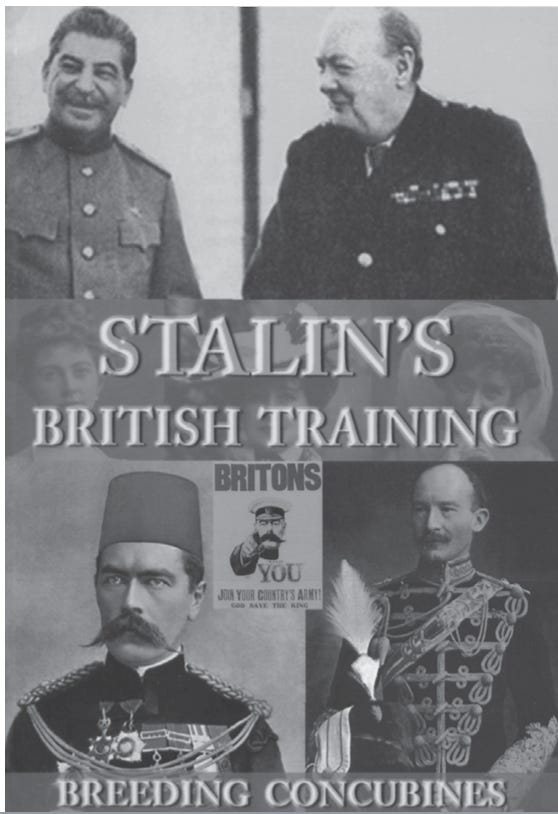 STALIN'S
BRITISH TRAINING
BRITONS
YOU
JOIN YOUR COUNTRY'S ARMY!
GOD SAVE THE KING
BREEDING CONCUBINES